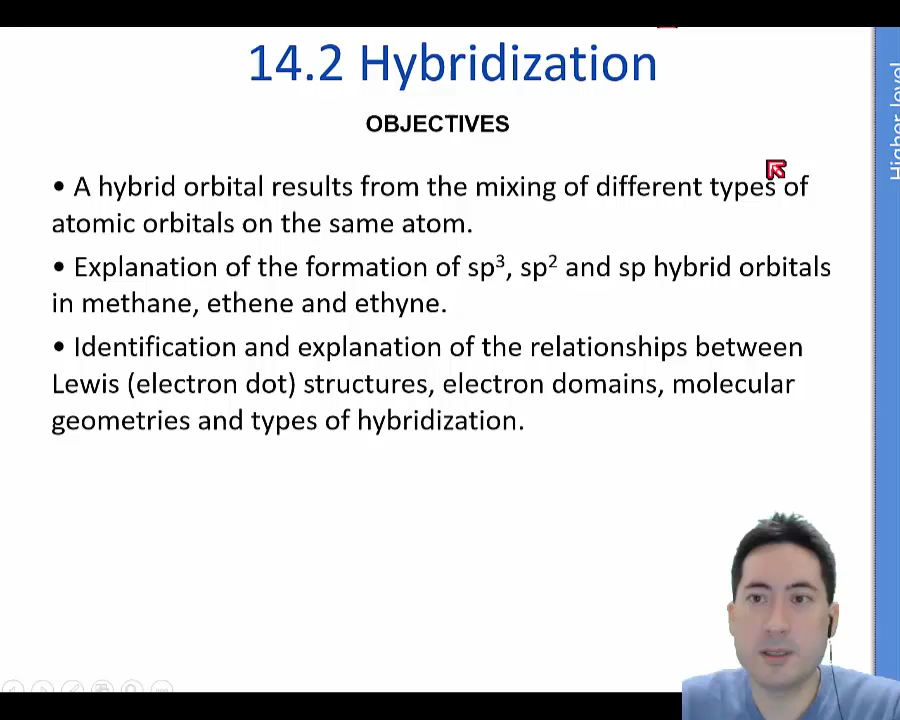 14.2 Hybridization
OBJECTIVES
• A hybrid orbital results from the mixing of different types of
atomic orbitals on the same atom.
• Explanation of the formation of sp³, sp² and sp hybrid orbitals
in methane, ethene and ethyne.
• Identification and explanation of the relationships between
Lewis (electron dot) structures, electron domains, molecular
geometries and types of hybridization.
Higher level